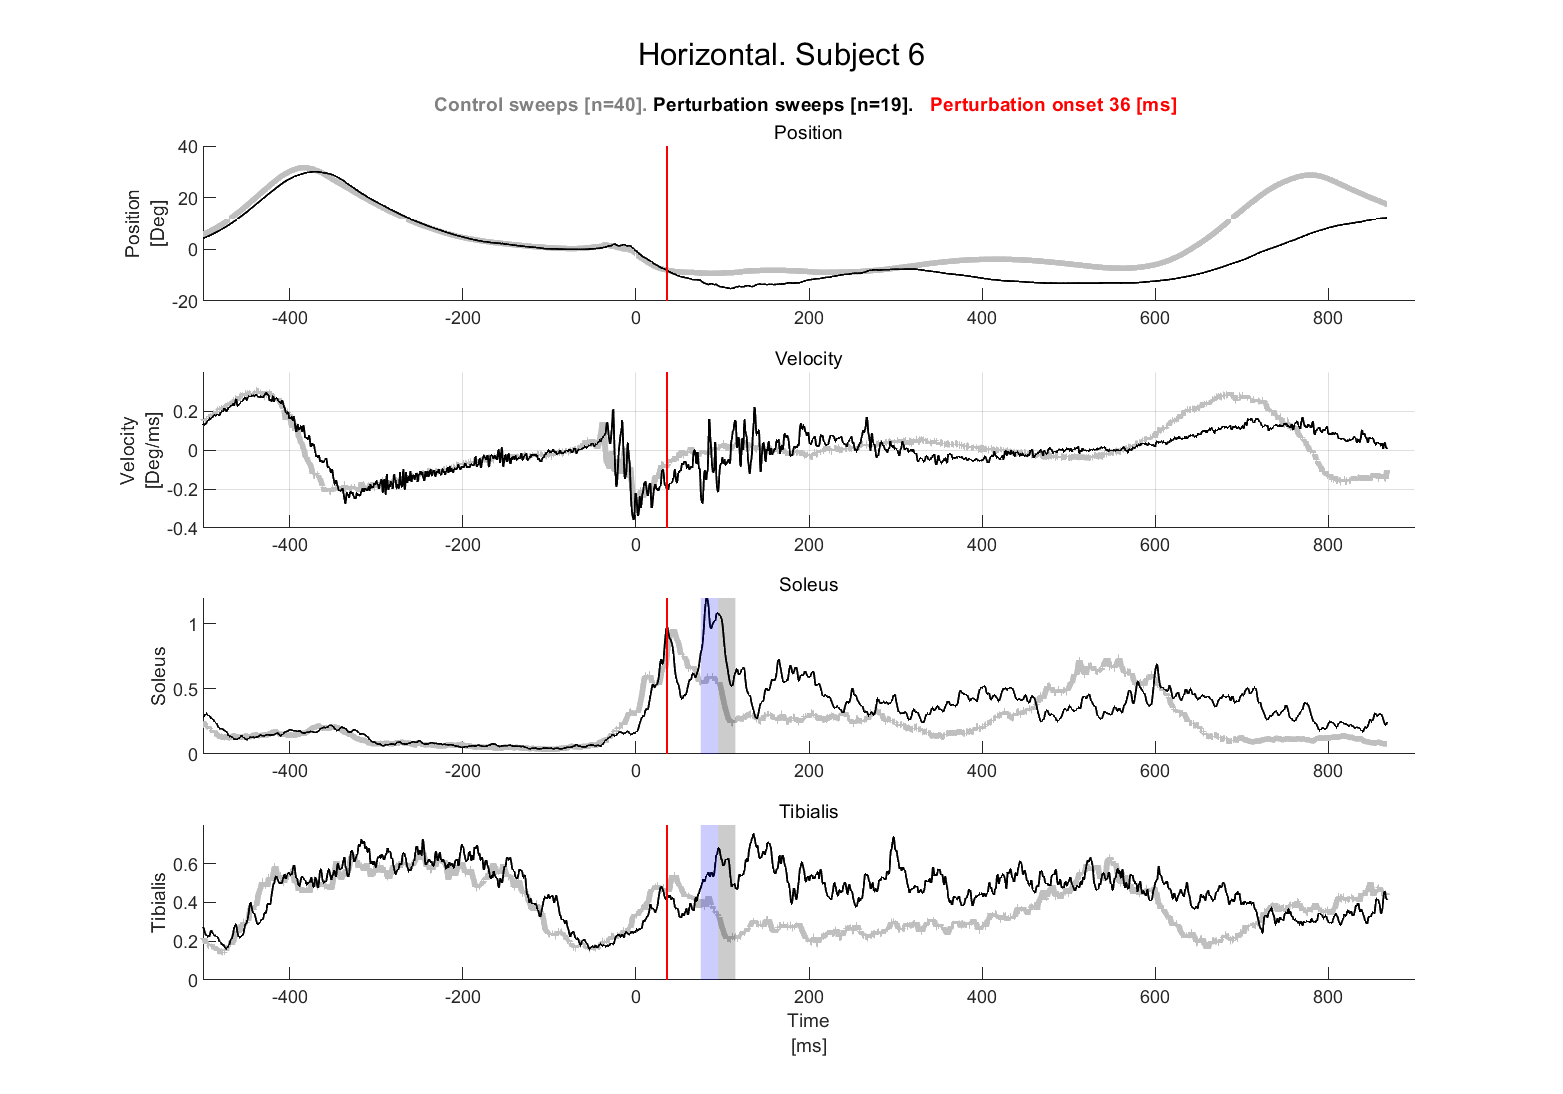 Horizontal. Subject 6
Control sweeps [n=40]. Perturbation sweeps [n=19]. Perturbation onset 36 [ms]
Position
Position
[Deg]
40
20
0
-20
-400 -200 0 200 400 600 800
Velocity
Velocity
[Deg/ms]
0.2
0
-0.2
-0.4
-400 -200 0 200 400 600 800
Soleus
Soleus
1
0.5
0
-400 -200 0 200 400 600 800
Tibialis
Tibialis
0.6
0.4
0.2
0
-400 -200 0 200 400 600 800
Time
[ms]